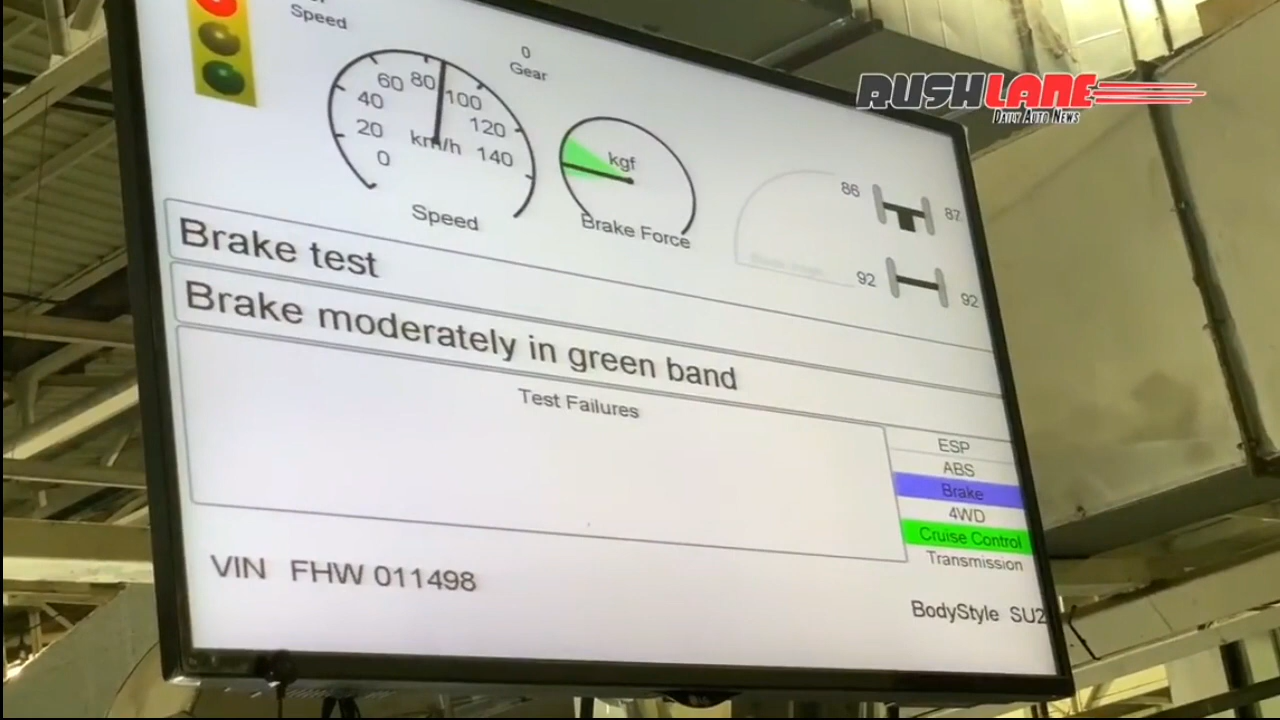 Speed
0
Gear
60 80 100
40 120
20 km/h 140
0
Speed
kgf
Brake Force
86 87
92 92
Brake test
Brake moderately in green band
Test Failures
ESP
ABS
Brake
4WD
Cruise Control
Transmission
VIN FHW 011498
BodyStyle SU2
RUSHLANE
DAILY AUTO NEWS